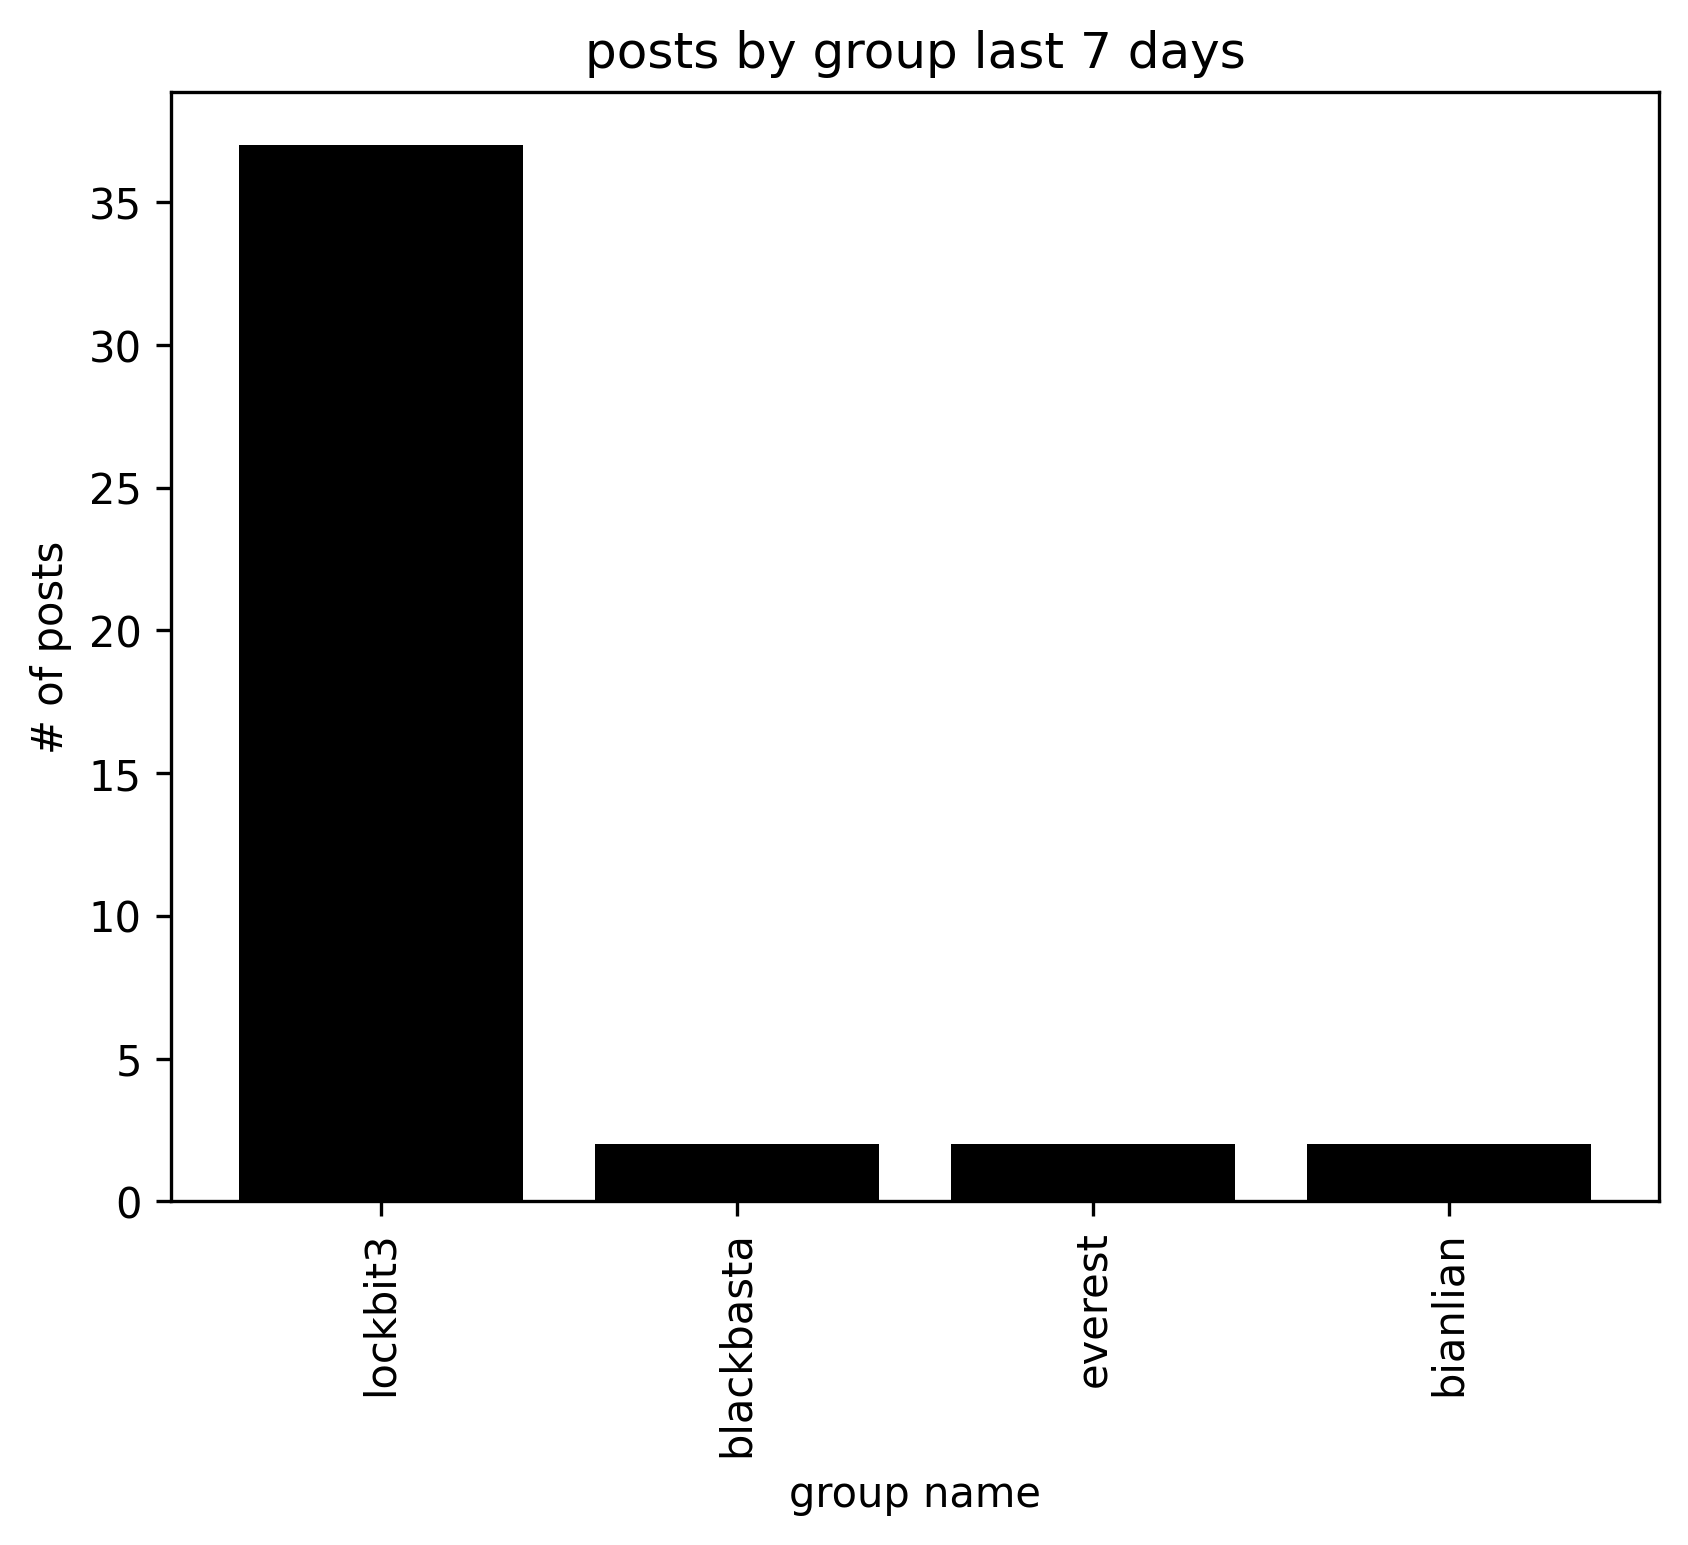 posts by group last 7 days
# of posts
35
30
25
20
15
10
5
0
lockbit3
blackbasta
everest
bianlian
group name